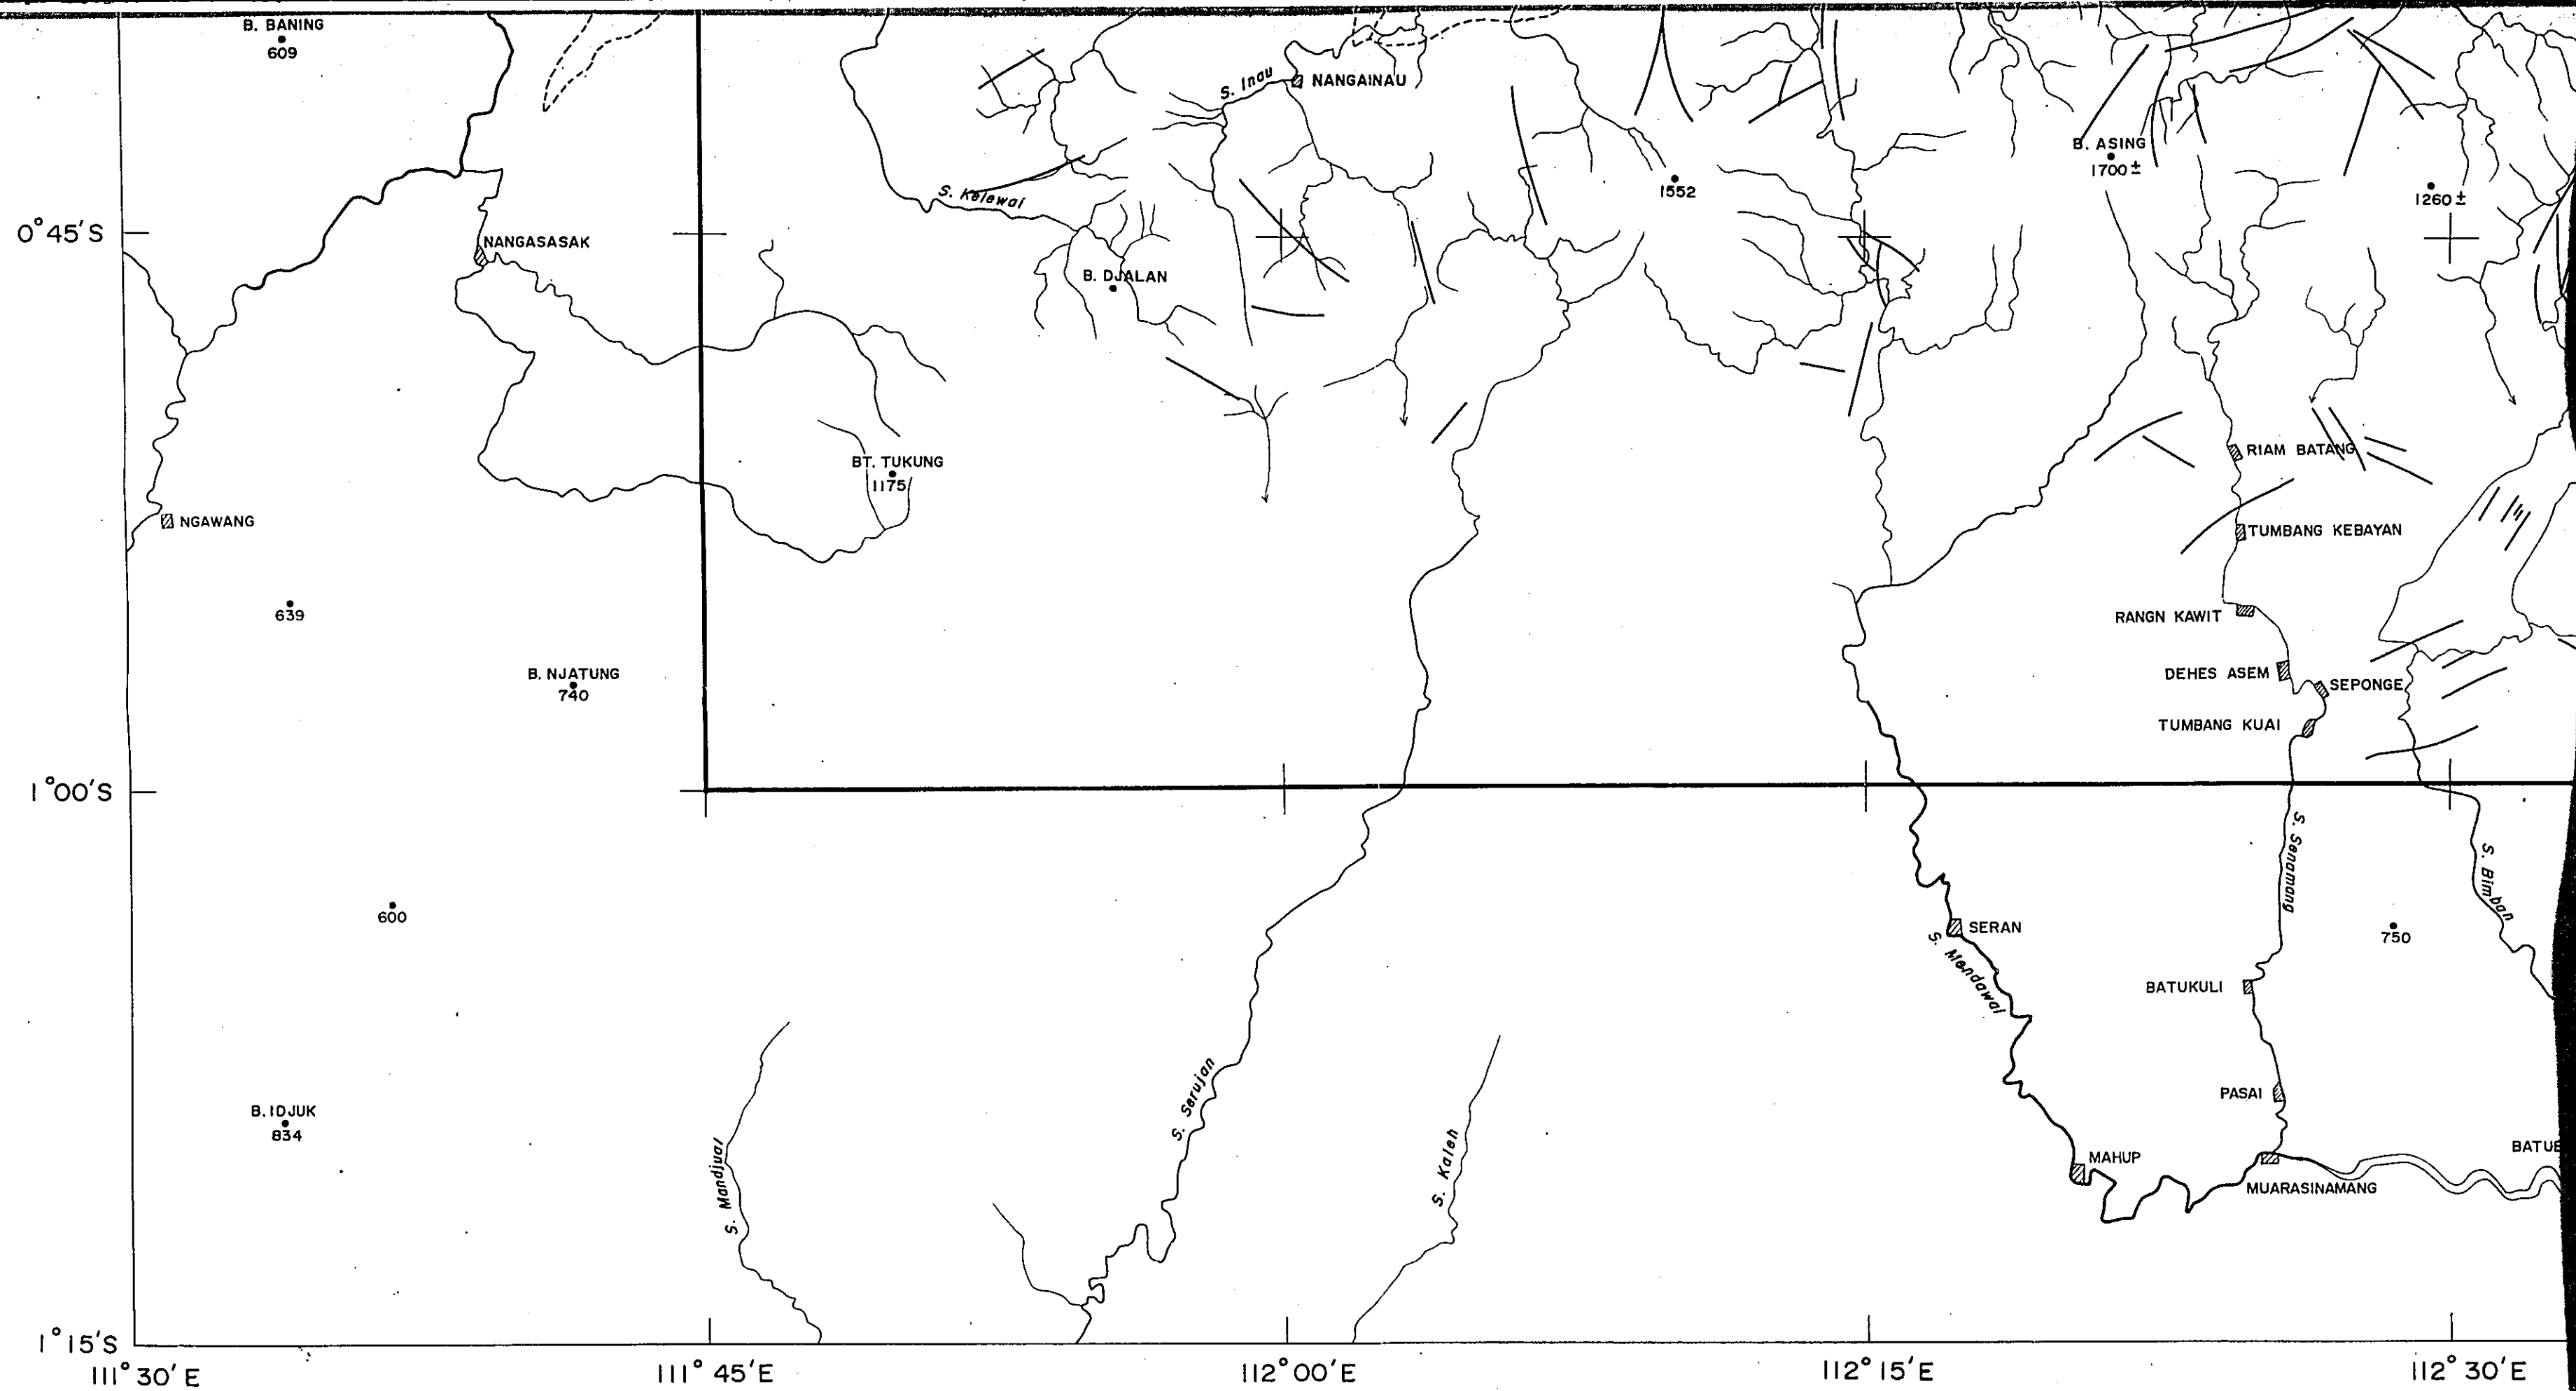 B. BANING
609
S. Inau
NANGAINAU
B. ASING
1700±
1552
1260±
S. Kelewai
0°45'S
NANGASASAK
B. DJALAN
BT. TUKUNG
1175
RIAM BATANG
NGAWANG
TUMBANG KEBAYAN
639
RANGN KAWIT
B. NJATUNG
740
DEHES ASEM
SEPONGE
TUMBANG KUAI
1°00'S
S. Senamang
S. Bimban
600
SERAN
750
S. Mendawai
BATUKULI
S. Serujan
PASAI
B. IDJUK
834
S. Mandjual
S. Kaleh
MAHUP
BATUE
MUARASINAMANG
1°15'S
111°30'E
111°45'E
112°00'E
112°15'E
112°30'E